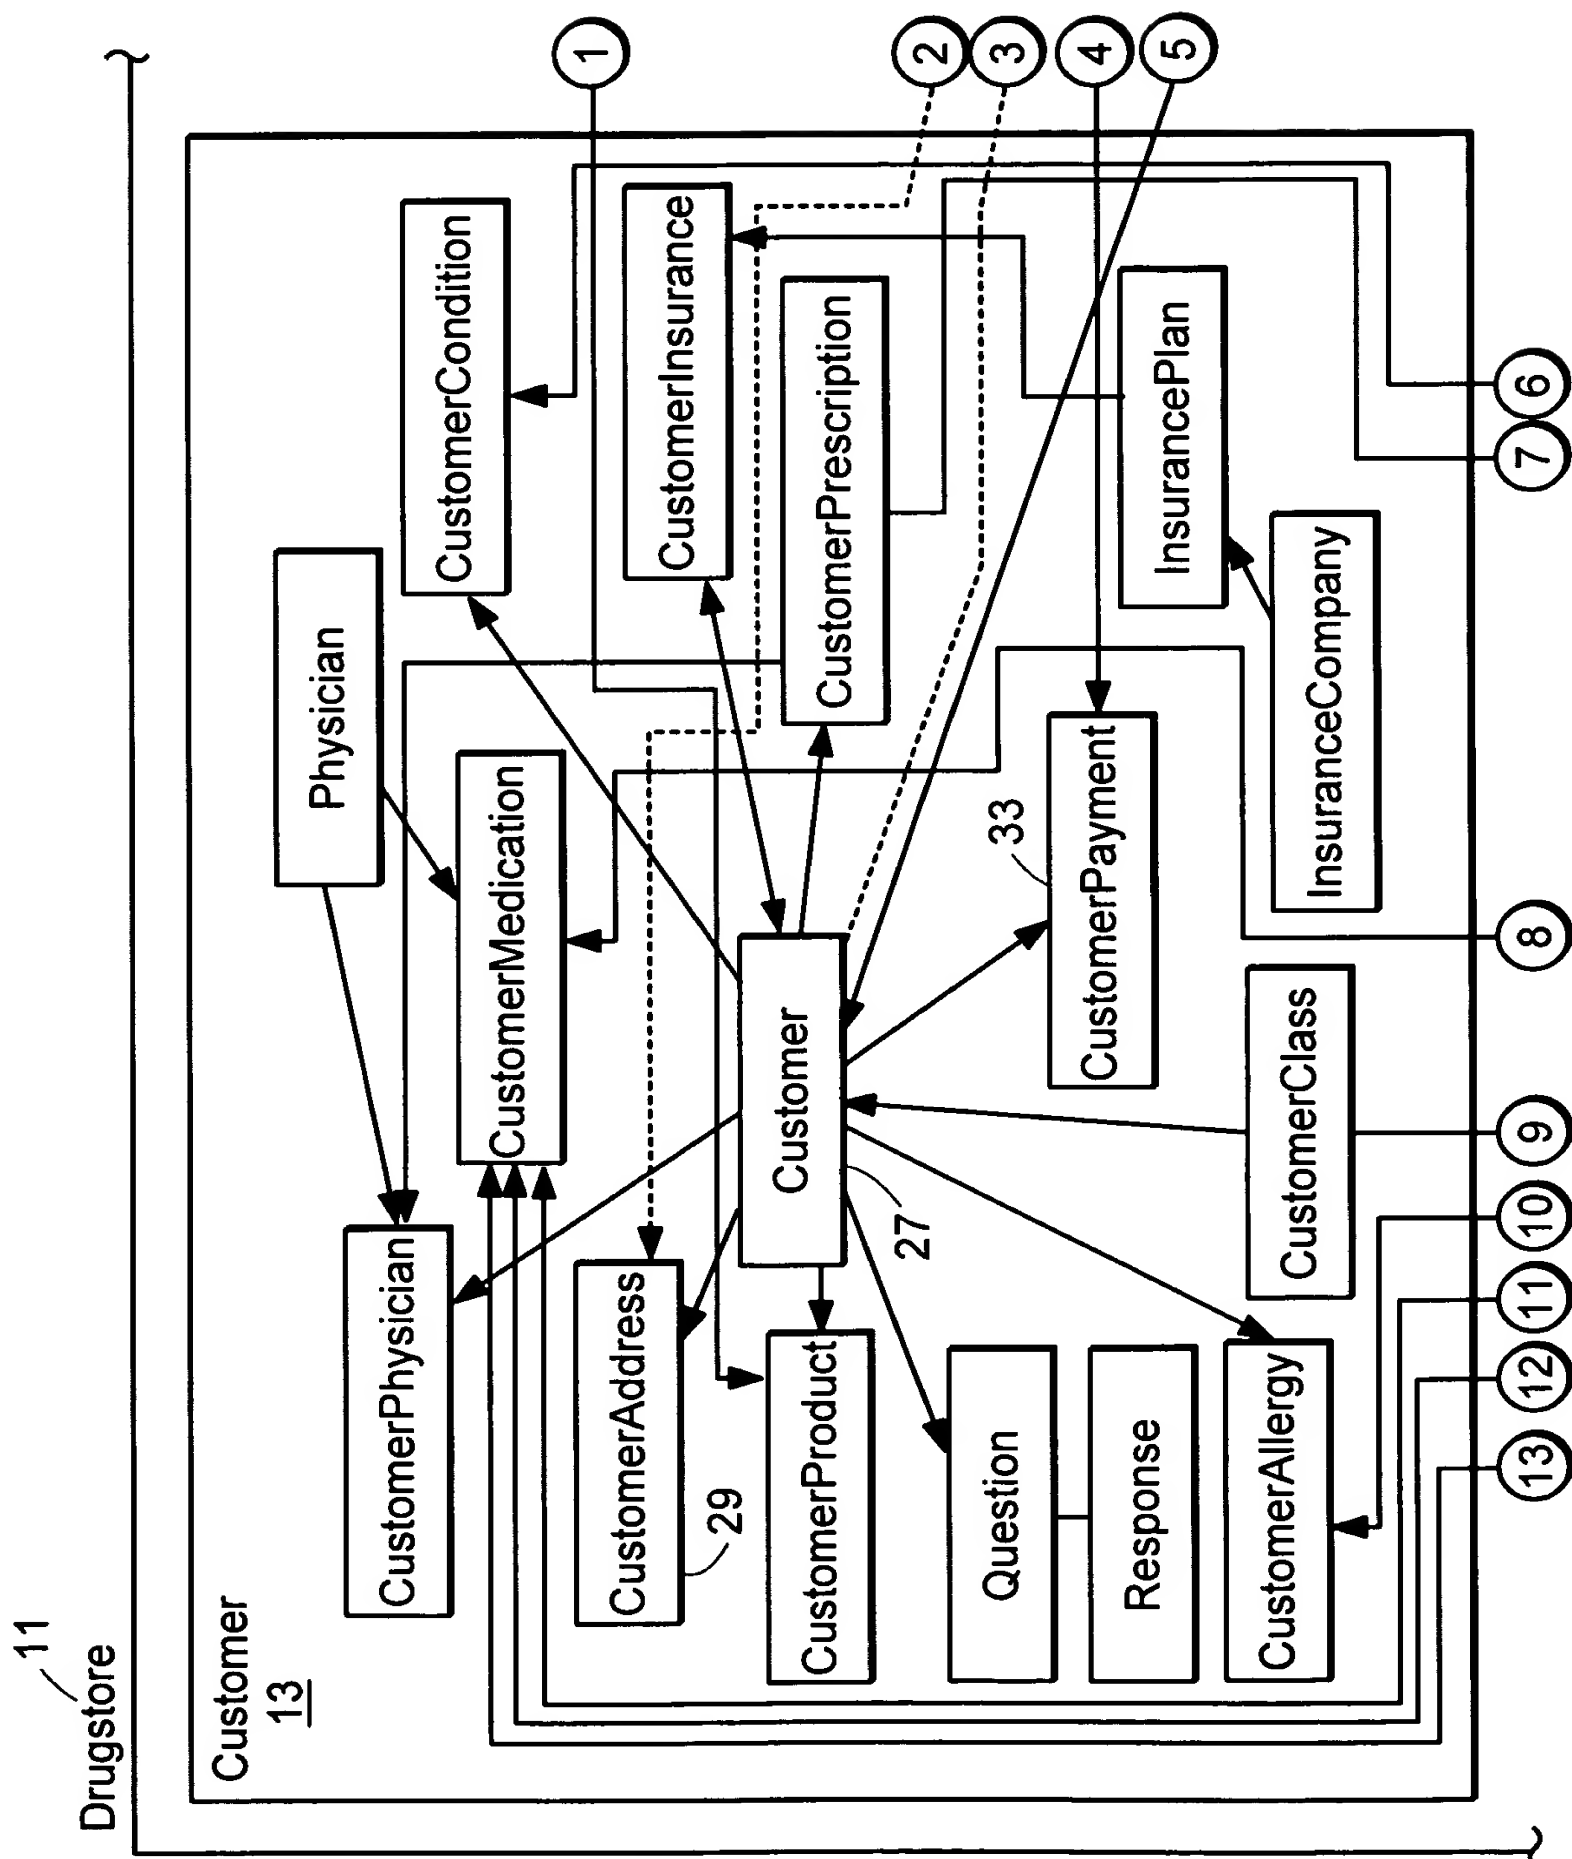 Drugstore
11
Customer
13
Physician
CustomerPhysician
CustomerCondition
CustomerMedication
CustomerAddress
29
CustomerInsurance
CustomerProduct
Customer
27
CustomerPrescription
Question
Response
33
CustomerPayment
InsurancePlan
CustomerAllergy
CustomerClass
InsuranceCompany
1
2
3
4
5
6
7
8
9
10
11
12
13